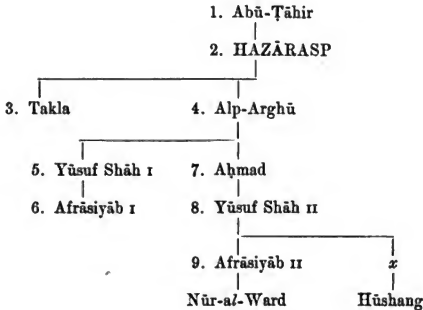 1. Abū-Ṭāhir
2. HAZĀRASP
3. Takla 4. Alp-Arghū
5. Yūsuf Shāh I 7. Aḥmad
6. Afrāsiyāb I 8. Yūsuf Shāh II
9. Afrāsiyāb II x
Nūr-al-Ward Hūshang